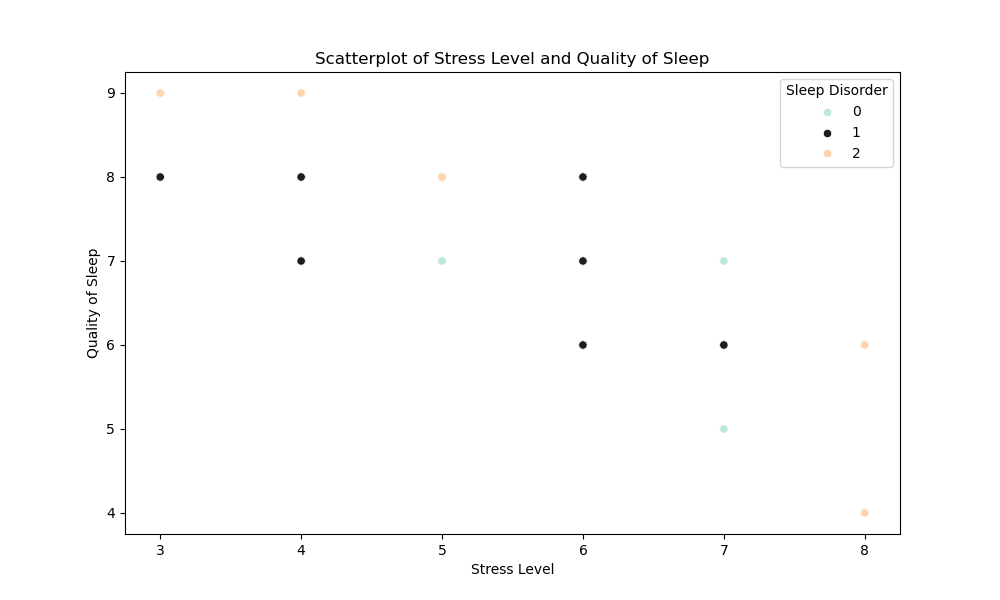 Scatterplot of Stress Level and Quality of Sleep
Sleep Disorder
0
1
2
Quality of Sleep
9
8
7
6
5
4
3 4 5 6 7 8
Stress Level